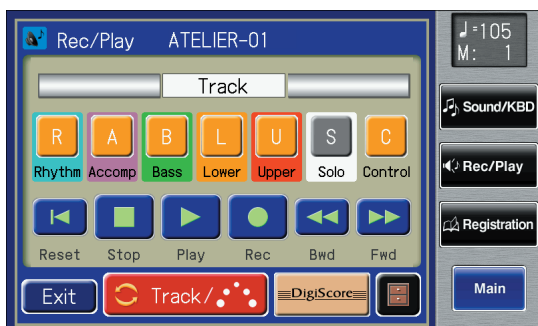 Rec/Play ATELIER-01
♩=105
M: 1
Track
R A B L U S C
Rhythm Accomp Bass Lower Upper Solo Control
Reset Stop Play Rec Bwd Fwd
Exit Track/ DigiScore
Sound/KBD
Rec/Play
Registration
Main